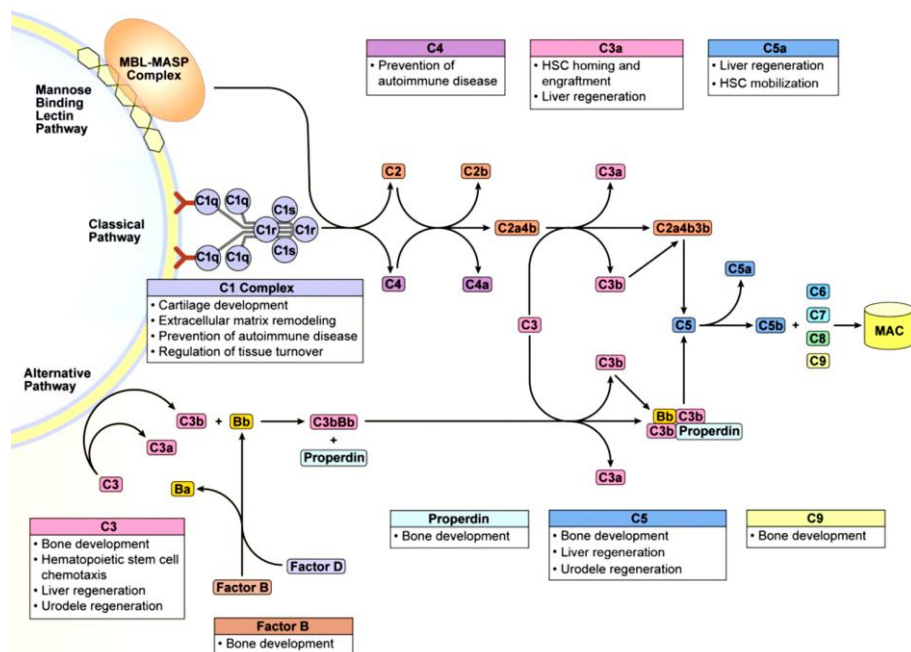 MBL-MASP
Complex
Mannose
Binding
Lectin
Pathway
C4
• Prevention of
autoimmune disease
C3a
• HSC homing and
engraftment
• Liver regeneration
C5a
• Liver regeneration
• HSC mobilization
Classical
Pathway
C1q
C1q
C1s
C1r
C1r
C1s
C1q
C1q
C2
C2b
C3a
C2a4b
C2a4b3b
C4
C4a
C3b
C5a
C3
C5
C5b
+
C6
C7
C8
C9
MAC
C1 Complex
• Cartilage development
• Extracellular matrix remodeling
• Prevention of autoimmune disease
• Regulation of tissue turnover
Alternative
Pathway
C3b
+
Bb
C3bBb
+
Properdin
C3a
C3
Ba
C3b
Bb
C3b
C3b
Properdin
C3a
Factor D
Factor B
C3
• Bone development
• Hematopoietic stem cell
chemotaxis
• Liver regeneration
• Urodele regeneration
Factor B
• Bone development
Properdin
• Bone development
C5
• Bone development
• Liver regeneration
• Urodele regeneration
C9
• Bone development